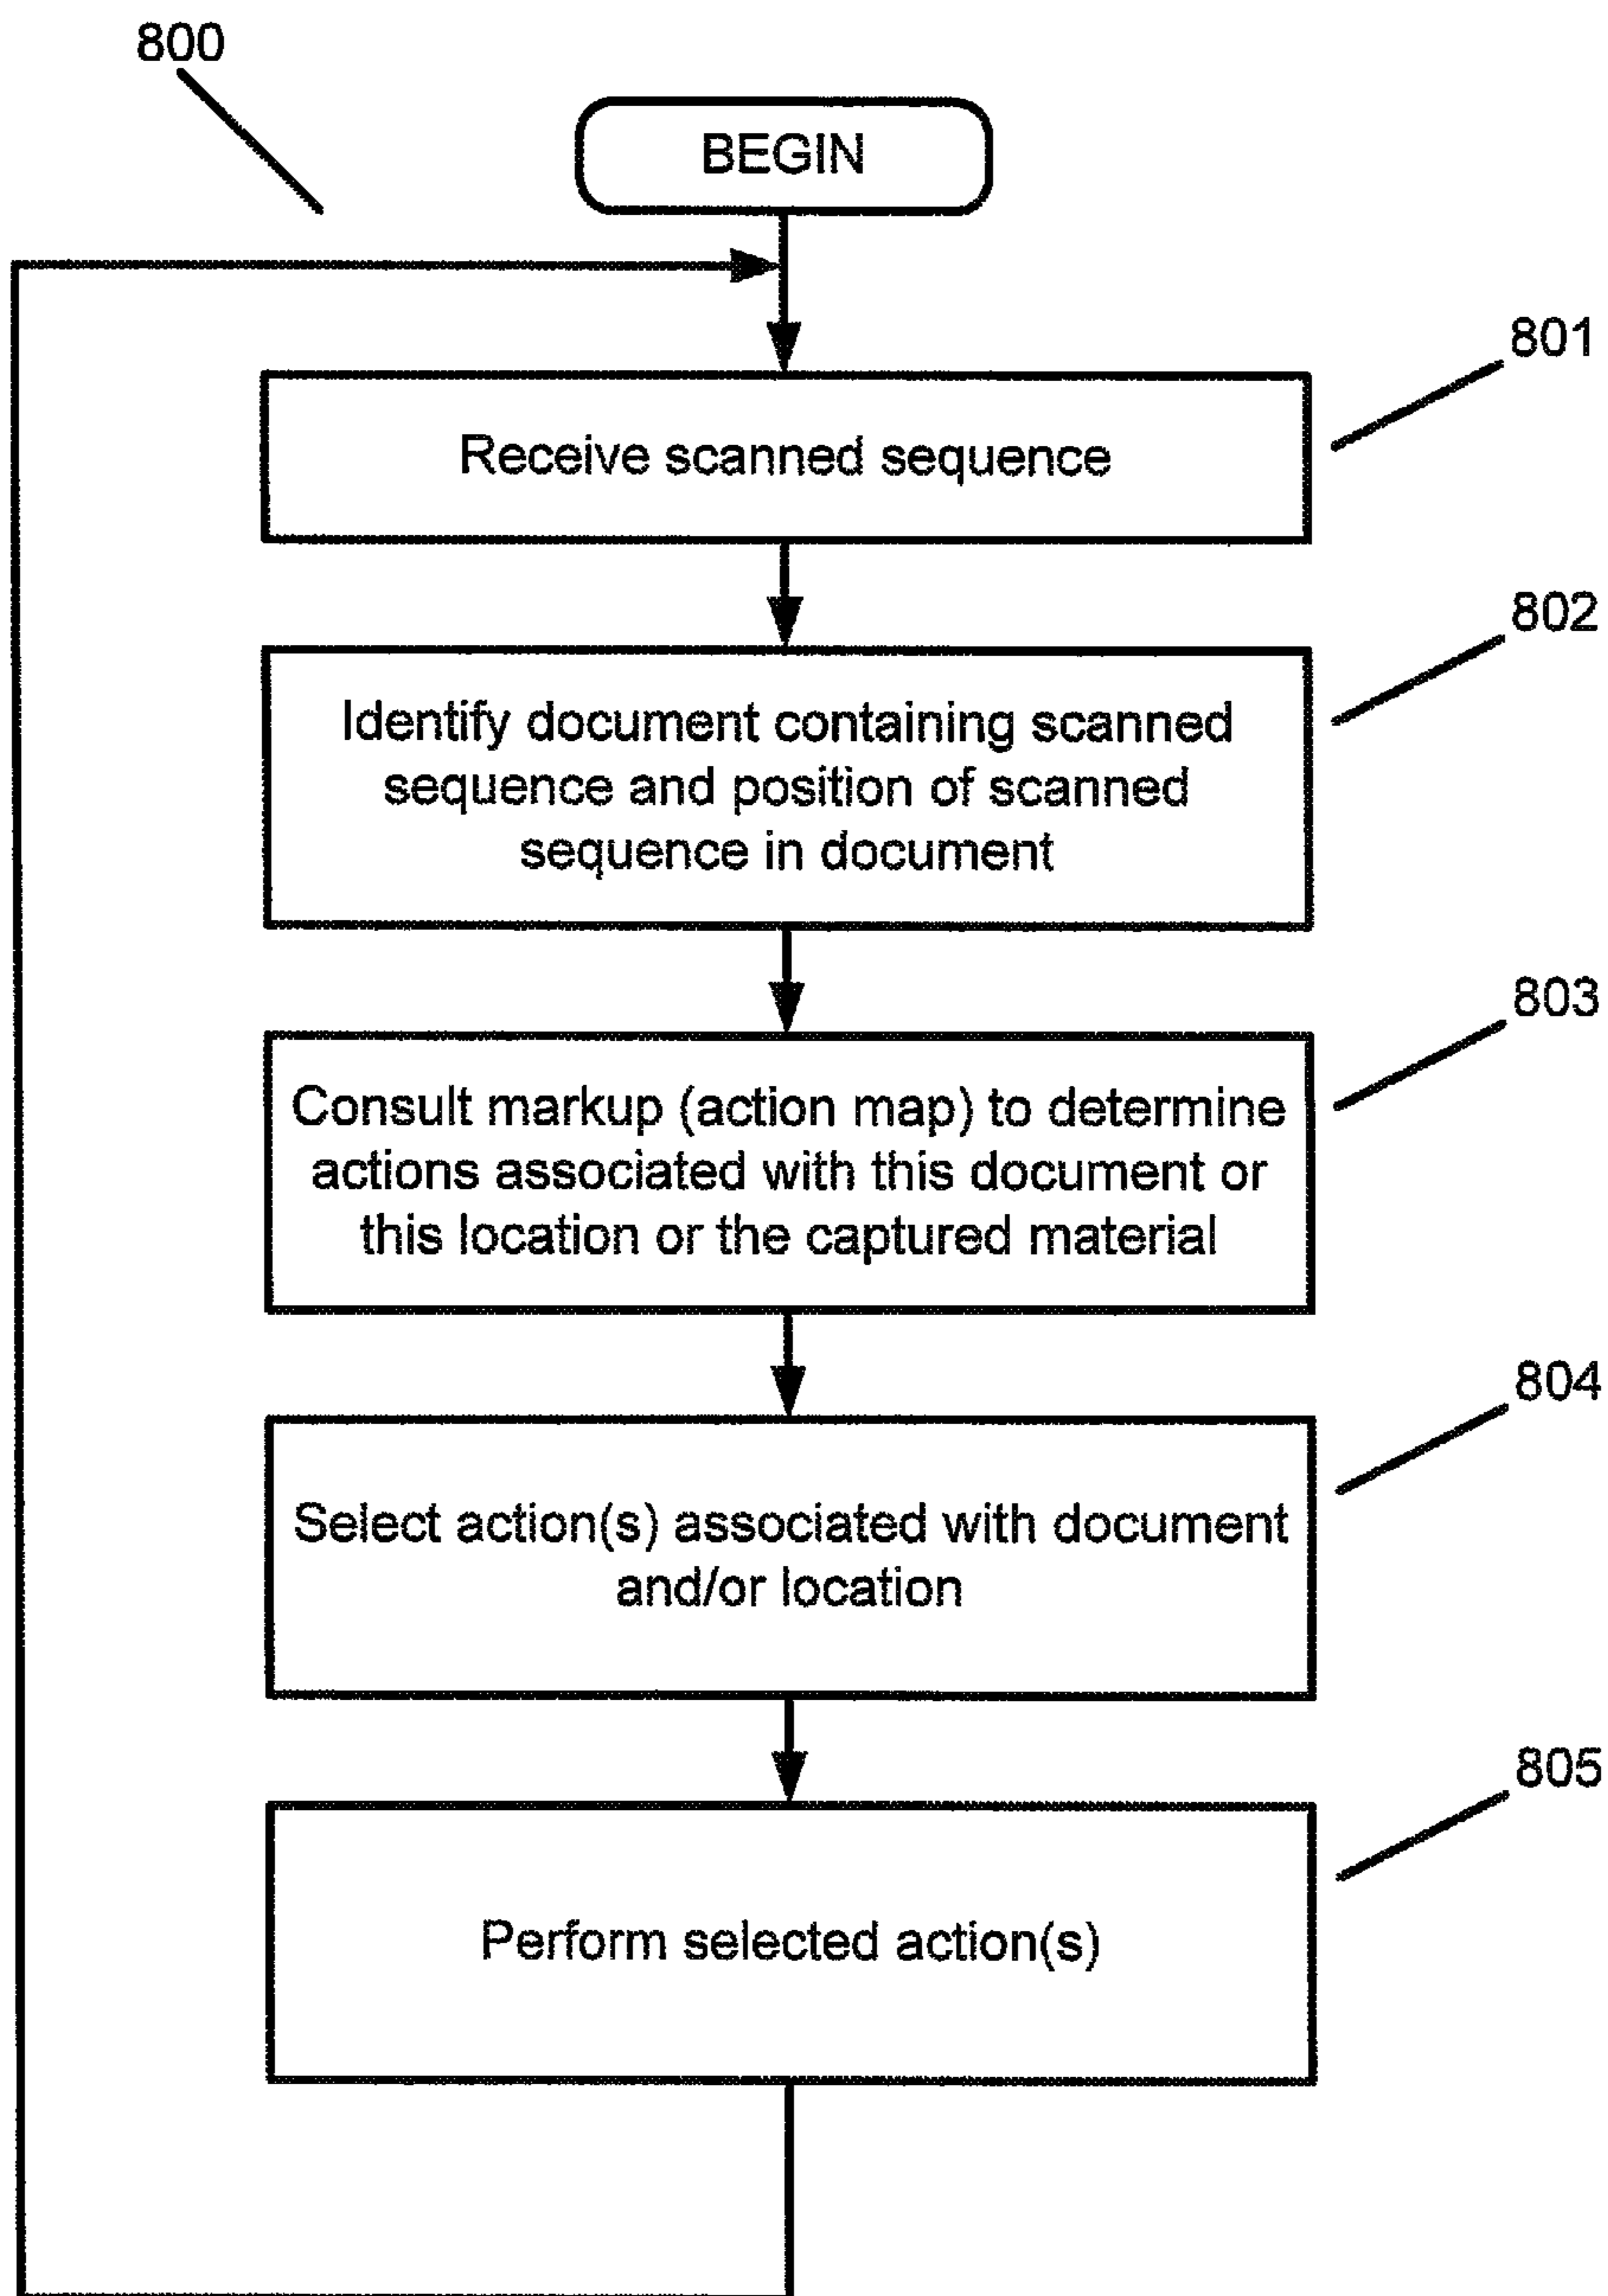 800
BEGIN
801
Receive scanned sequence
802
Identify document containing scanned
sequence and position of scanned
sequence in document
803
Consult markup (action map) to determine
actions associated with this document or
this location or the captured material
804
Select action(s) associated with document
and/or location
805
Perform selected action(s)